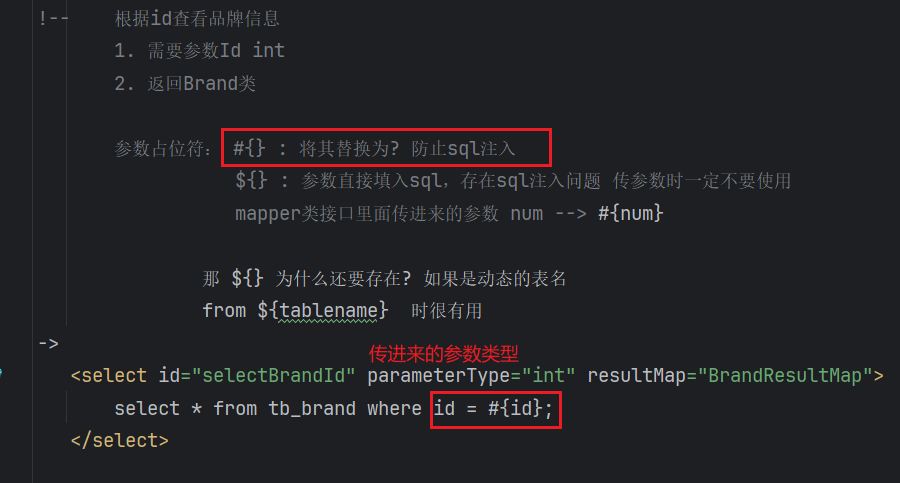 !--    根据id查看品牌信息
1. 需要参数Id int
2. 返回Brand类
参数占位符： #{} : 将其替换为? 防止sql注入
${} : 参数直接填入sql，存在sql注入问题 传参数时一定不要使用
mapper类接口里面传进来的参数 num --> #{num}
那 ${} 为什么还要存在? 如果是动态的表名
from ${tablename}  时很有用
->
传进来的参数类型
<select id="selectBrandId" parameterType="int" resultMap="BrandResultMap">
select * from tb_brand where id = #{id};
</select>